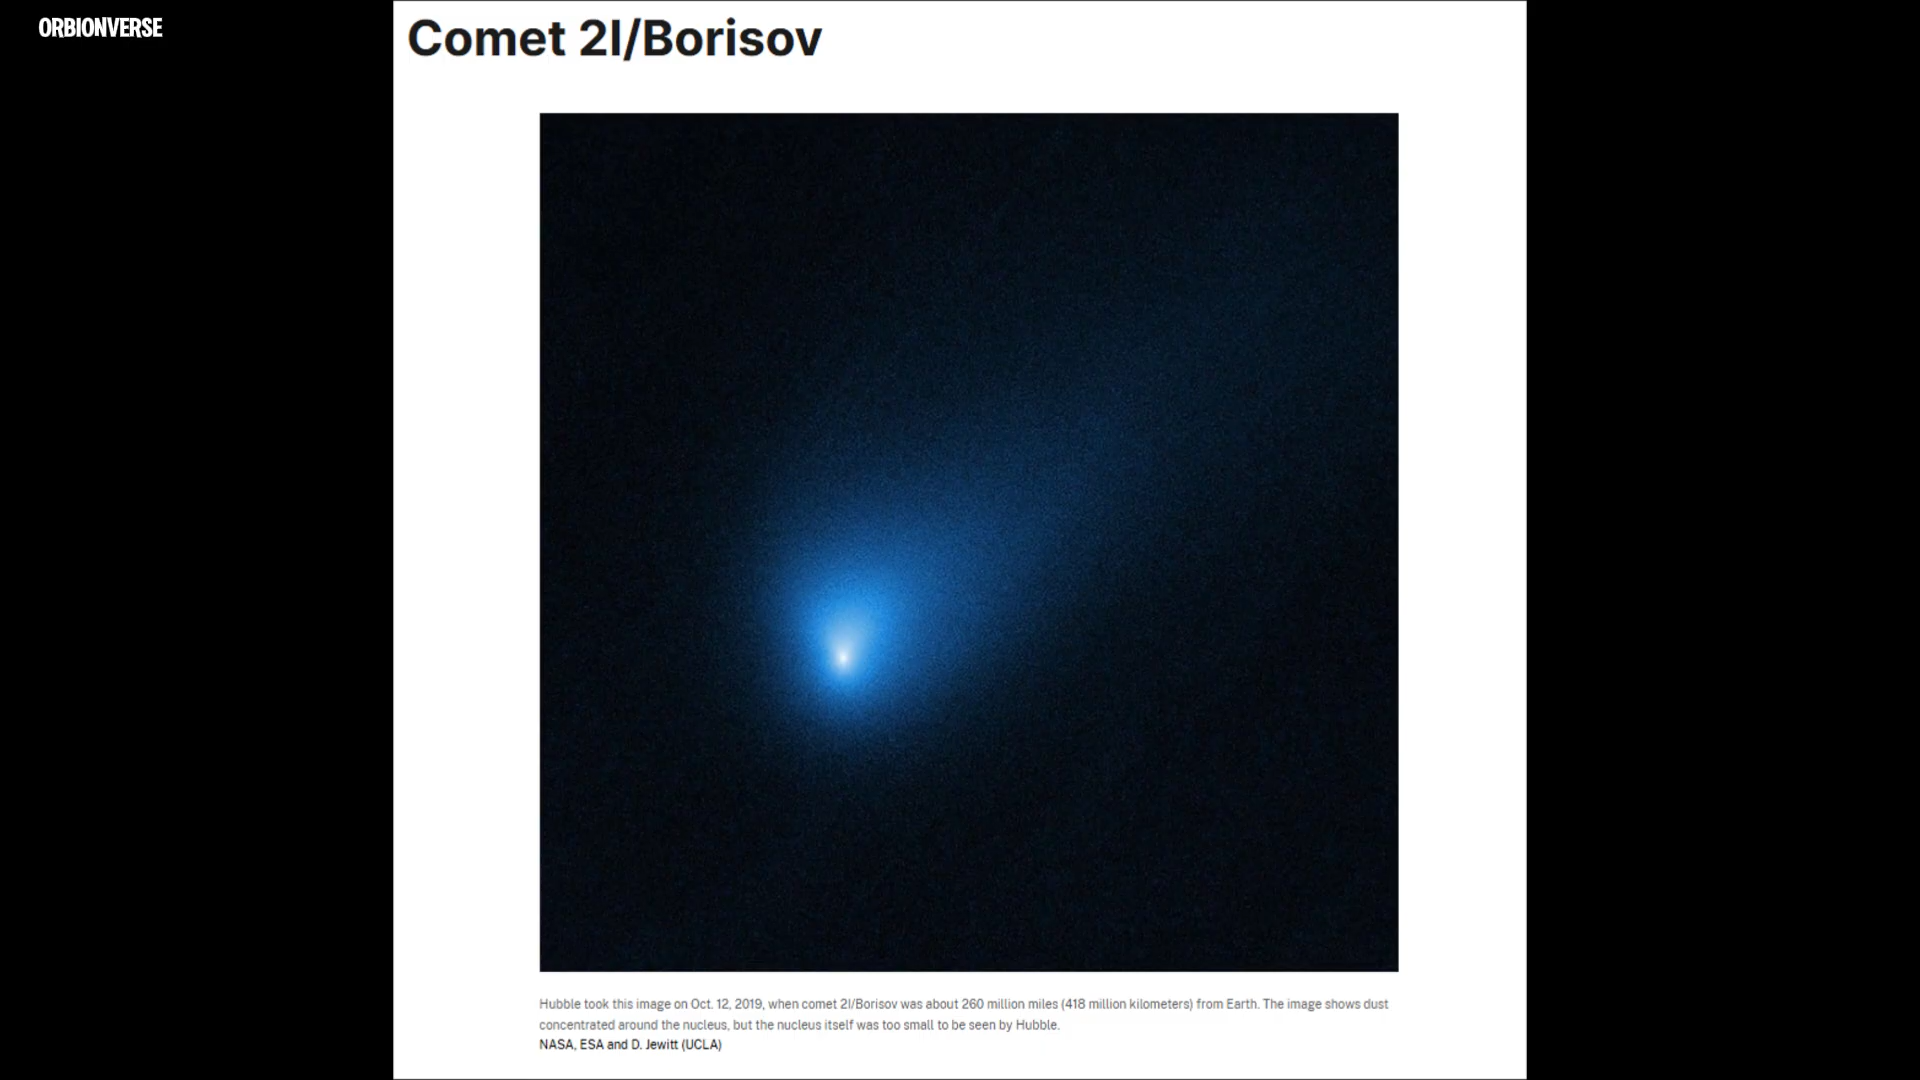 ORBIONVERSE
Comet 2I/Borisov
Hubble took this image on Oct. 12, 2019, when comet 2I/Borisov was about 260 million miles (418 million kilometers) from Earth. The image shows dust
concentrated around the nucleus, but the nucleus itself was too small to be seen by Hubble.
NASA, ESA and D. Jewitt (UCLA)